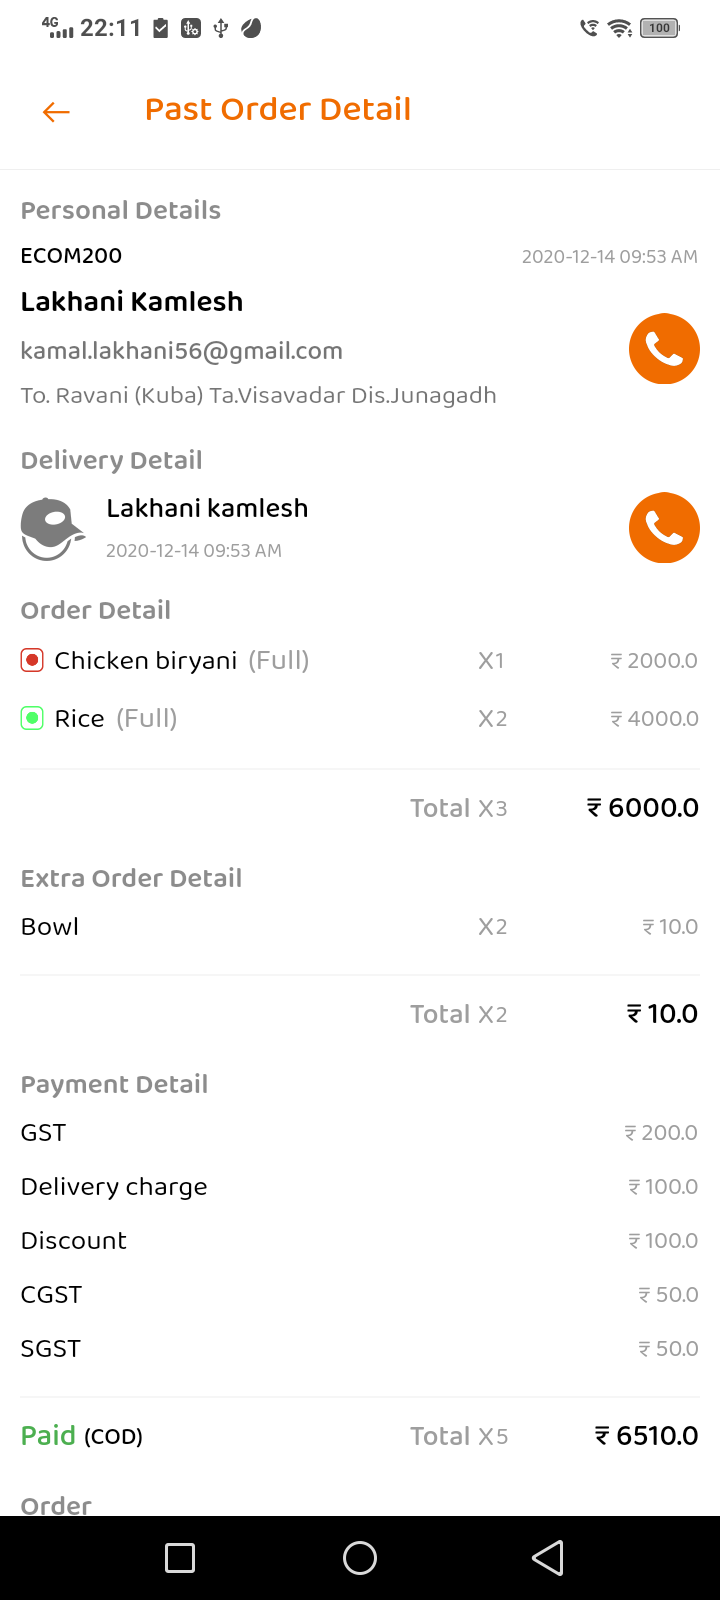 4G 22:11 100
Past Order Detail
Personal Details
ECOM200 2020-12-14 09:53 AM
Lakhani Kamlesh
kamal.lakhani56@gmail.com
To. Ravani (Kuba) Ta.Visavadar Dis.Junagadh
Delivery Detail
Lakhani kamlesh
2020-12-14 09:53 AM
Order Detail
Chicken biryani (Full) X1 ₹ 2000.0
Rice (Full) X2 ₹ 4000.0
Total X3 ₹ 6000.0
Extra Order Detail
Bowl X2 ₹ 10.0
Total X2 ₹ 10.0
Payment Detail
GST ₹ 200.0
Delivery charge ₹ 100.0
Discount ₹ 100.0
CGST ₹ 50.0
SGST ₹ 50.0
Paid (COD) Total X5 ₹ 6510.0
Order